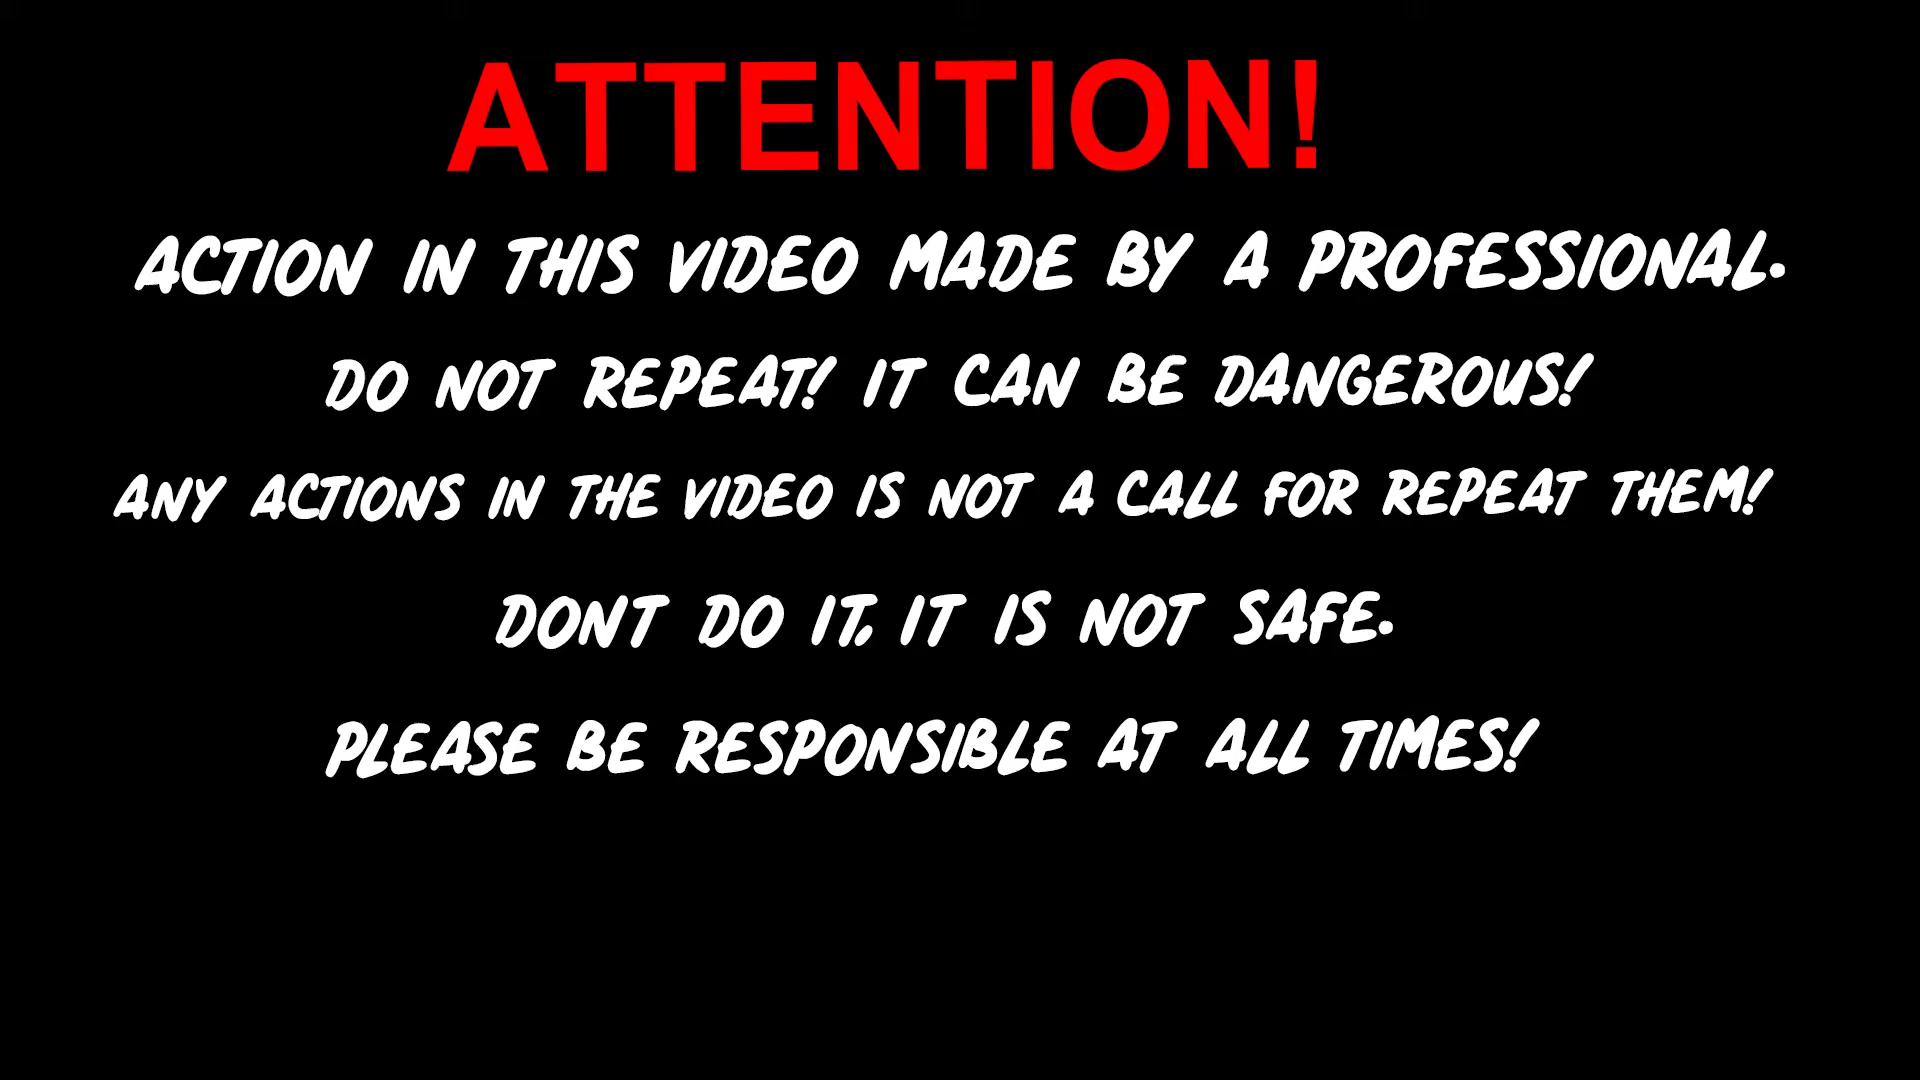 ATTENTION!
ACTION IN THIS VIDEO MADE BY A PROFESSIONAL.
DO NOT REPEAT! IT CAN BE DANGEROUS!
ANY ACTIONS IN THE VIDEO IS NOT A CALL FOR REPEAT THEM!
DONT DO IT, IT IS NOT SAFE.
PLEASE BE RESPONSIBLE AT ALL TIMES!